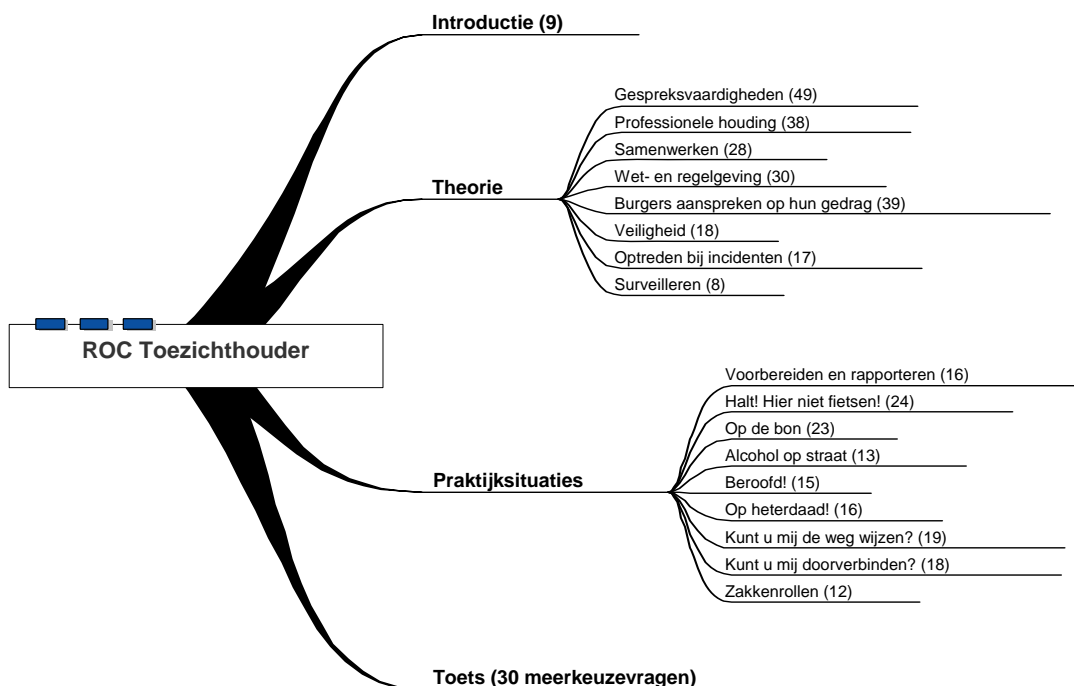 Introductie (9)
Gespreksvaardigheden (49)
Professionele houding (38)
Samenwerken (28)
Wet- en regelgeving (30)
Theorie
Burgers aanspreken op hun gedrag (39)
Veiligheid (18)
Optreden bij incidenten (17)
Surveilleren (8)
ROC Toezichthouder
Voorbereiden en rapporteren (16)
Halt! Hier niet fietsen! (24)
Op de bon (23)
Alcohol op straat (13)
Praktijksituaties
Beroofd! (15)
Op heterdaad! (16)
Kunt u mij de weg wijzen? (19)
Kunt u mij doorverbinden? (18)
Zakkenrollen (12)
Toets (30 meerkeuzevragen)